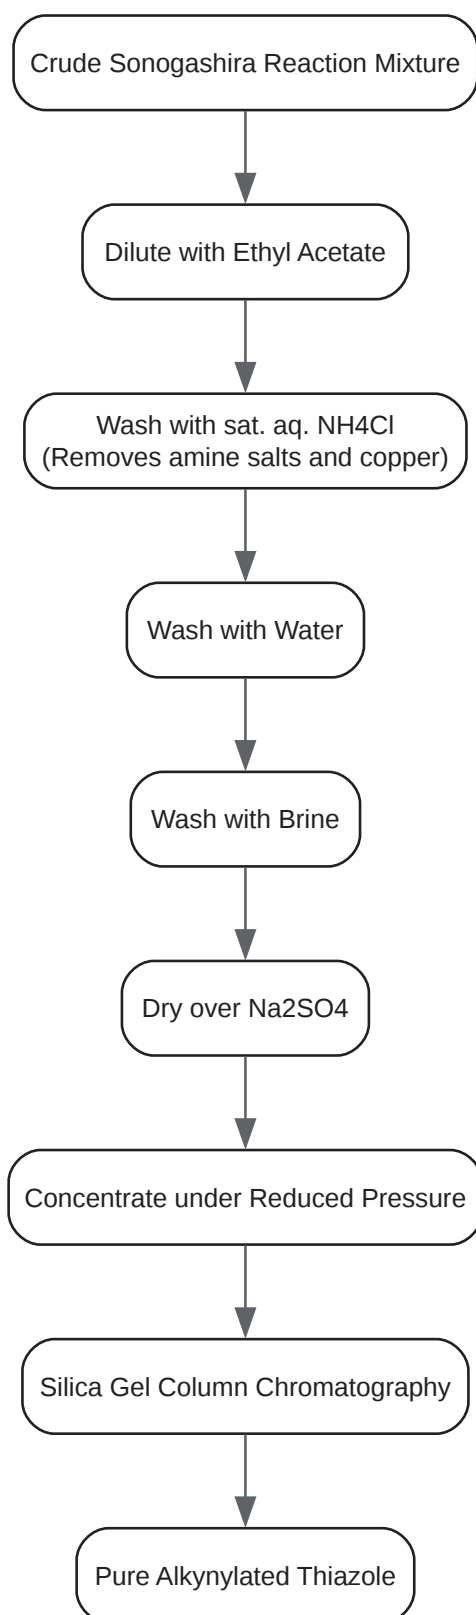 Crude Sonogashira Reaction Mixture
Dilute with Ethyl Acetate
Wash with sat. aq. NH4Cl
(Removes amine salts and copper)
Wash with Water
Wash with Brine
Dry over Na2SO4
Concentrate under Reduced Pressure
Silica Gel Column Chromatography
Pure Alkynylated Thiazole